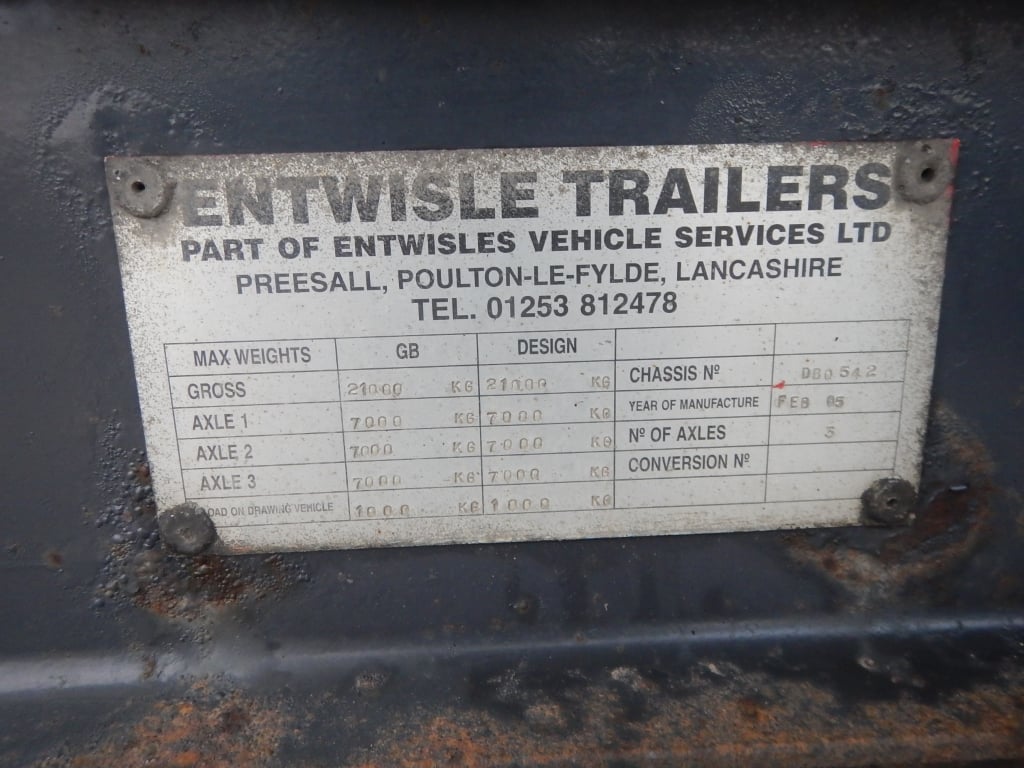 ENTWISLE TRAILERS
PART OF ENTWISLES VEHICLE SERVICES LTD
PREESALL, POULTON-LE-FYLDE, LANCASHIRE
TEL. 01253 812478
MAX WEIGHTS GB DESIGN
GROSS 21000 KG 21000 KG
AXLE 1 7000 KG 7000 KG
AXLE 2 7000 KG 7000 KG
AXLE 3 7000 KG 7000 KG
ON DRAWING VEHICLE 1000 KG 1000 KG
CHASSIS Nº DB0542
YEAR OF MANUFACTURE FEB 05
Nº OF AXLES 3
CONVERSION Nº